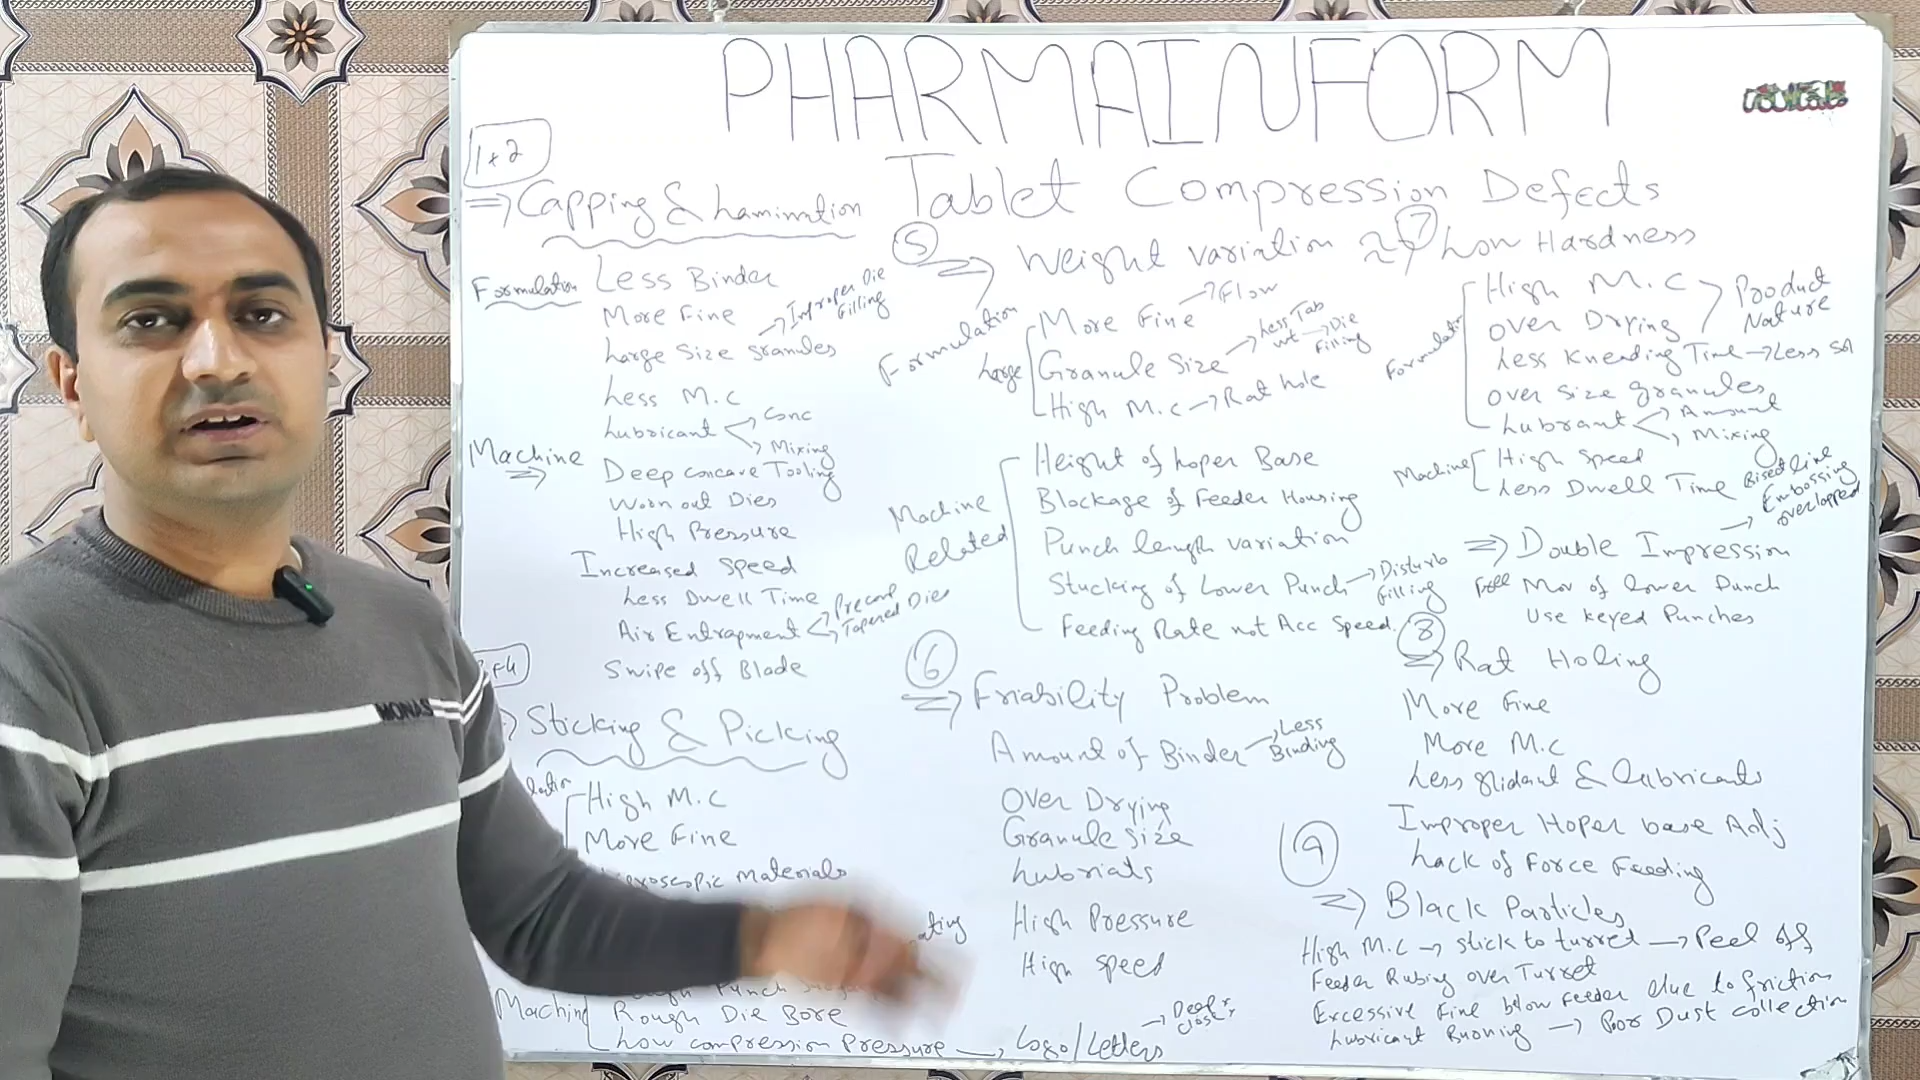 PHARMAINFORM
Tablet Compression Defects
1+2
=> Capping & Lamination
Formulation
Less Binder
More Fine
Large Size Granules -> Improper Die Filling
Less M.C
Lubricant -> Conc
-> Mixing
Machine =>
Deep concave Tooling
Worn out Dies
High Pressure
Increased Speed
Less Dwell Time
Air Entrapment -> Precomp
-> Tapered Dies
Swipe off Blade
Sticking & Picking
High M.C
More Fine
Materials
Machine
Rough Die Bore
Low compression Pressure -> Logo/Letters -> Deep
5
=> Weight variation
Formulation
More Fine -> Flow
Large Granule Size -> Less Tab wt -> Die Filling
High M.C -> Rat hole
Machine Related
Height of hoper Base
Blockage of Feeder Housing
Punch length variation
Stucking of Lower Punch -> Disturb filling
Feeding Rate not Acc Speed
6
=> Friability Problem
Amount of Binder -> Less Binding
Over Drying
Granule Size
Lubriats
High Pressure
High Speed
7
=> Low Hardness
Formulation
High M.C
Over Drying
Product Nature
Less Kneading Time -> Less
Over Size granules
Lubrant -> Amount
-> Mixing
Machine
High Speed
Less Dwell Time
=> Double Impression -> Bisect line Embossing overlapped
Free Mov of lower Punch
Use Keyed Punches
8
=> Rat Holing
More Fine
More M.C
Less glidant & lubricants
Improper Hoper base Adj
Lack of Force Feeding
9
=> Black Particles
High M.C -> stick to turret -> Peel off
Feeder Rubing over Turret
Excessive Fine blow Feeder due to friction
Lubricant Running -> Poor Dust collection
MONAS